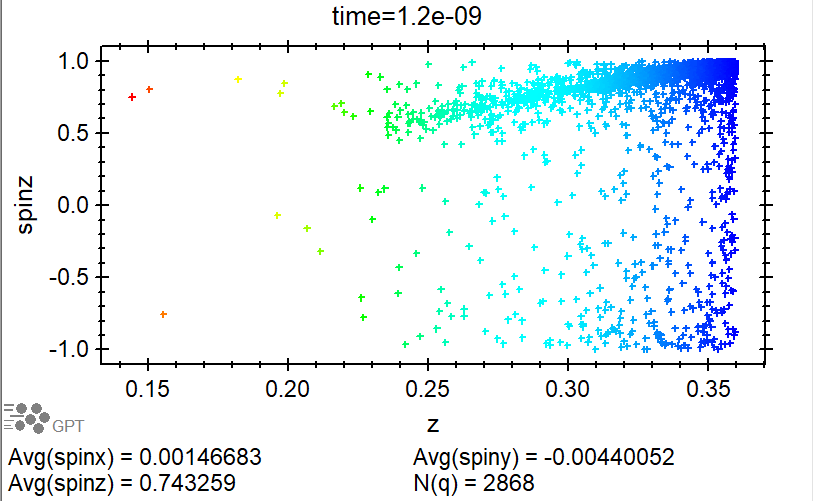 time=1.2e-09
spinz
1.0
0.5
0.0
-0.5
-1.0
0.15 0.20 0.25 0.30 0.35
z
GPT
Avg(spinx) = 0.00146683 Avg(spiny) = -0.00440052
Avg(spinz) = 0.743259 N(q) = 2868